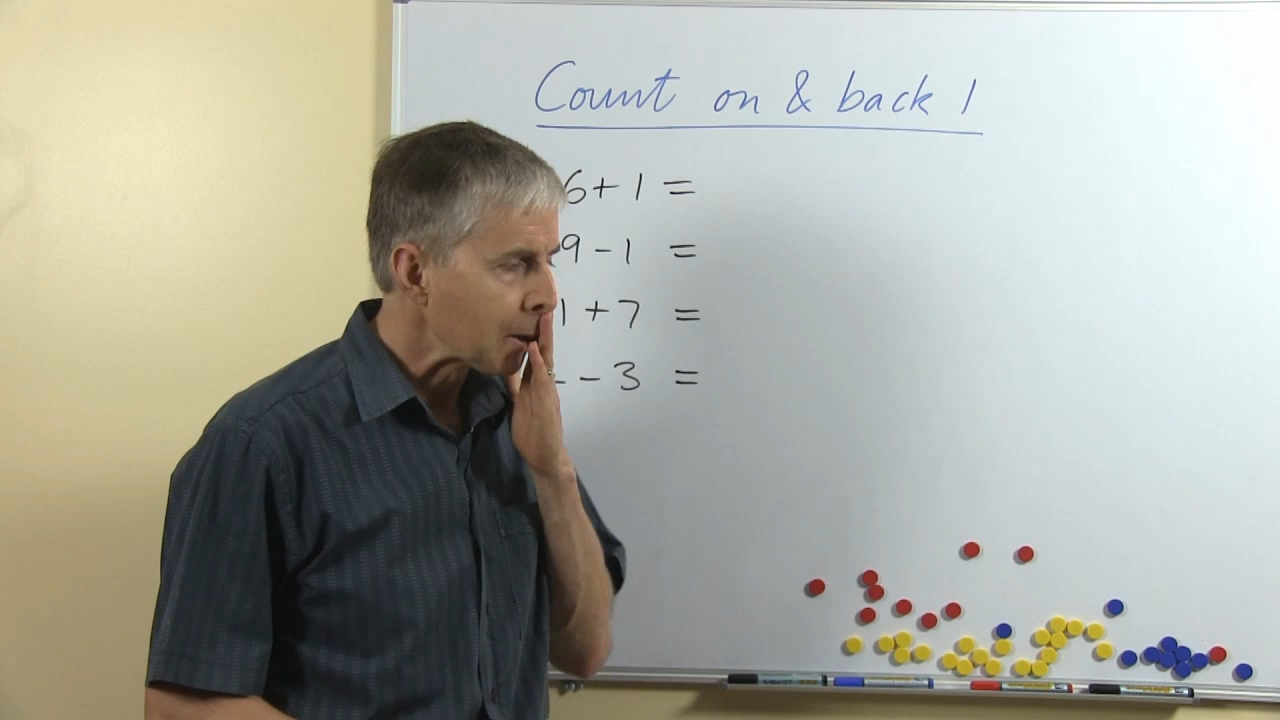 Count on & back 1
6 + 1 =
9 - 1 =
1 + 7 =
- 3 =